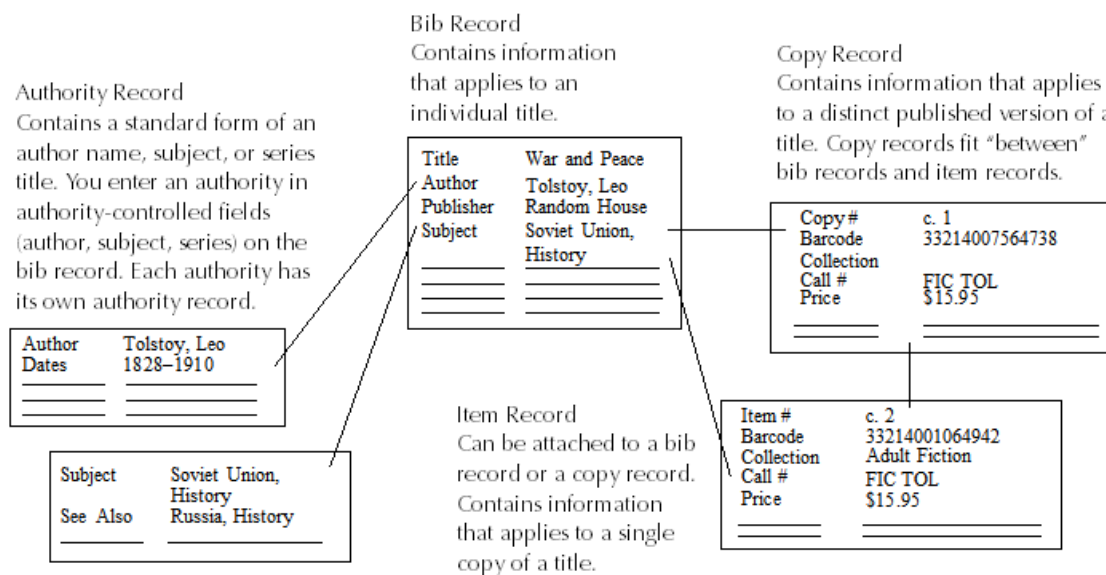 Bib Record
Contains information
that applies to an
individual title.
Copy Record
Contains information that applies
to a distinct published version of a
title. Copy records fit “between”
bib records and item records.
Authority Record
Contains a standard form of an
author name, subject, or series
title. You enter an authority in
authority-controlled fields
(author, subject, series) on the
bib record. Each authority has
its own authority record.
Title War and Peace
Author Tolstoy, Leo
Publisher Random House
Subject Soviet Union,
History
Copy # c. 1
Barcode 33214007564738
Collection
Call # FIC TOL
Price $15.95
Author Tolstoy, Leo
Dates 1828–1910
Subject Soviet Union,
History
See Also Russia, History
Item Record
Can be attached to a bib
record or a copy record.
Contains information
that applies to a single
copy of a title.
Item # c. 2
Barcode 33214001064942
Collection Adult Fiction
Call # FIC TOL
Price $15.95